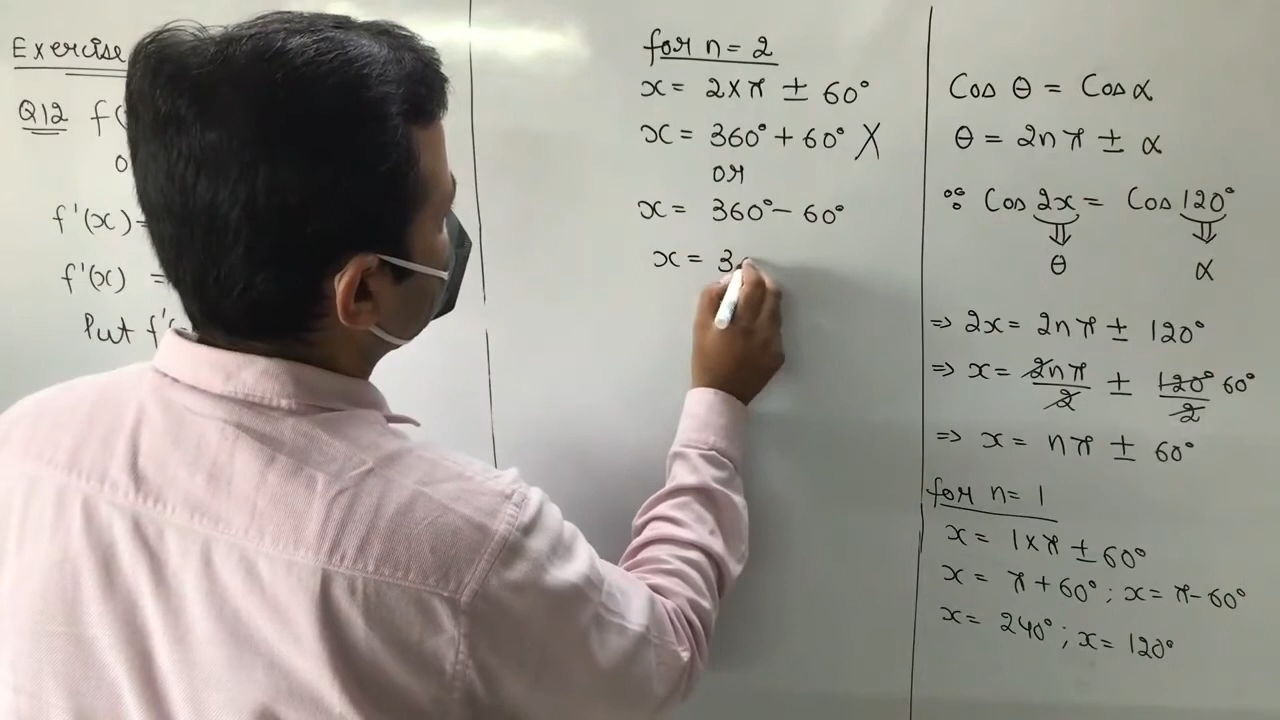 Exercise
Q12 f(
o
f'(x)=
f'(x) =
Put f'(
for n = 2
x = 2×π ± 60°
x = 360° + 60° X
or
x = 360° - 60°
x = 3
Cos θ = Cos α
θ = 2nπ ± α
∵ Cos 2x = Cos 120°
⇓ ⇓
θ α
⇒ 2x = 2nπ ± 120°
⇒ x = 2nπ/2 ± 120°/2 60°
⇒ x = nπ ± 60°
for n = 1
x = 1×π ± 60°
x = π + 60° ; x = π - 60°
x = 240° ; x = 120°